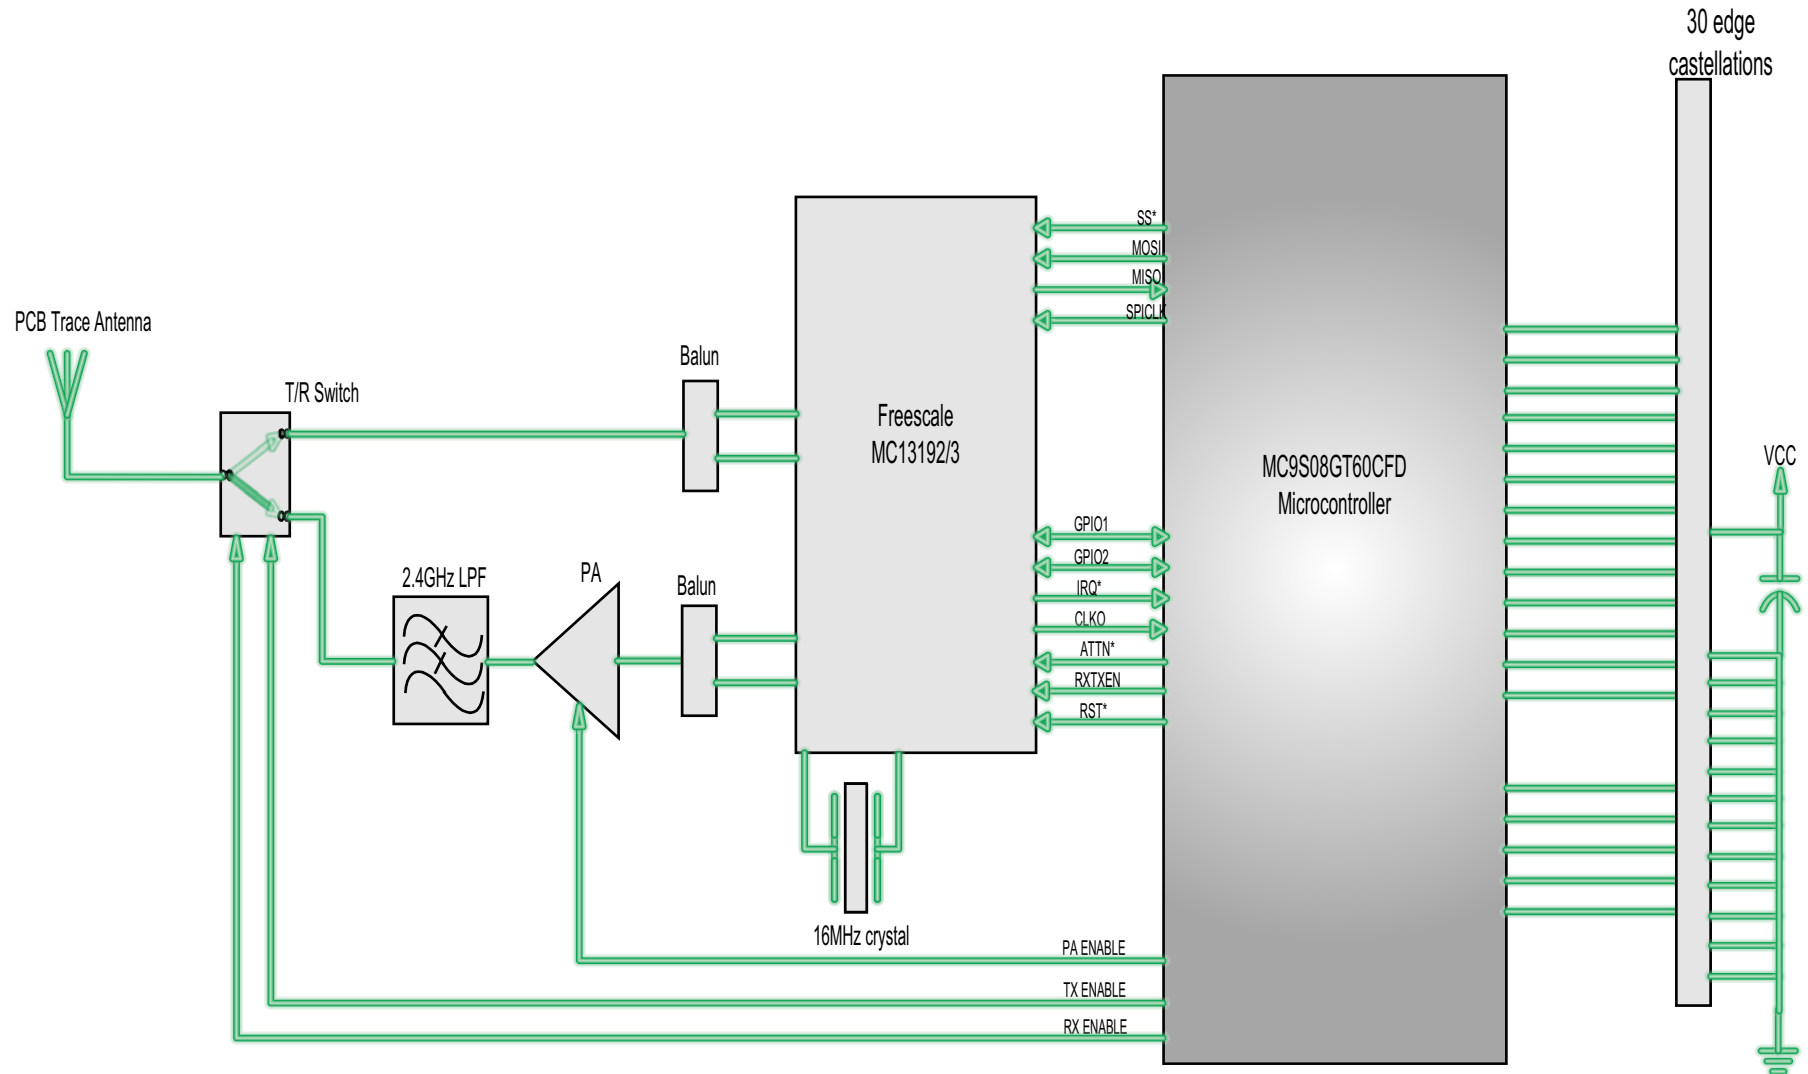 30 edge
castellations
SS*
MOSI
MISO
SPICLK
PCB Trace Antenna
Balun
T/R Switch
Freescale
MC13192/3
MC9S08GT60CFD
Microcontroller
VCC
GPIO1
GPIO2
IRQ*
CLKO
ATTN*
RXTXEN
RST*
2.4GHz LPF
PA
Balun
16MHz crystal
PA ENABLE
TX ENABLE
RX ENABLE